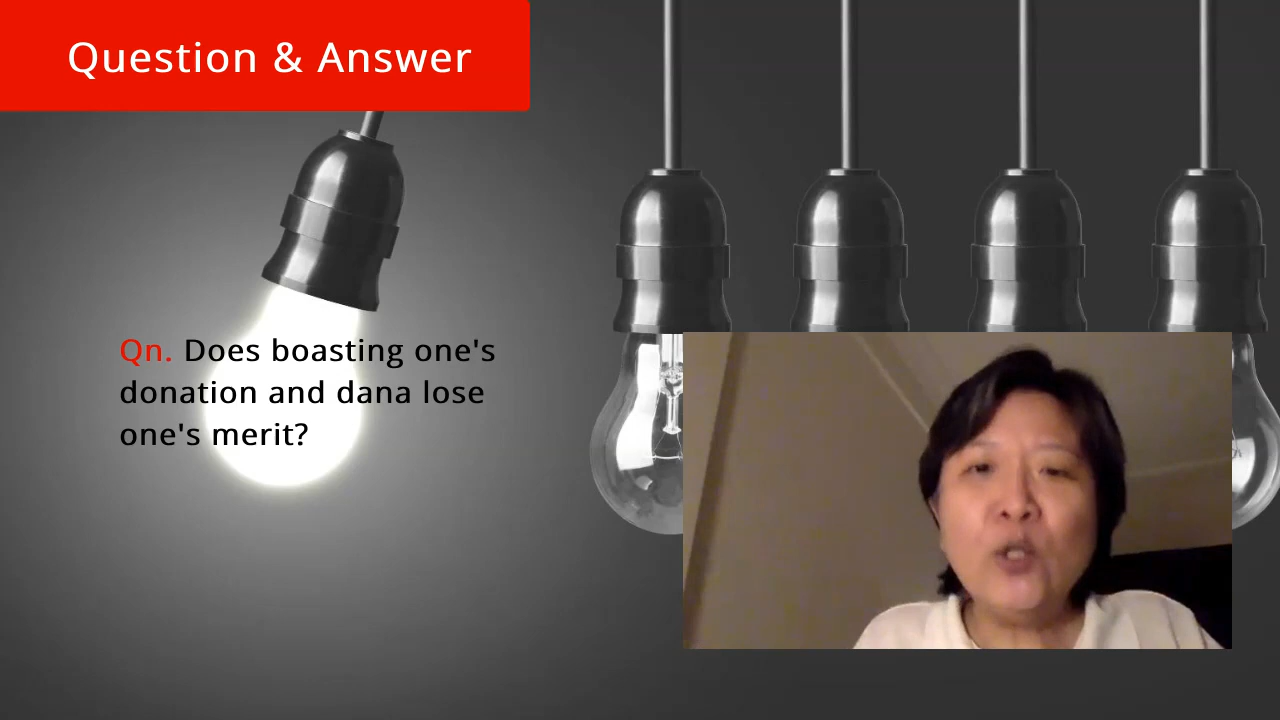 Question & Answer
Qn. Does boasting one's
donation and dana lose
one's merit?